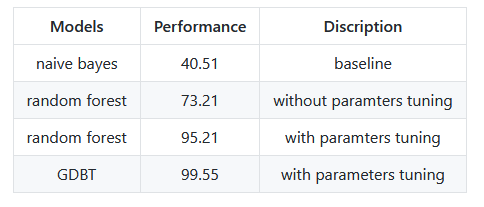 Models Performance Discription
naive bayes 40.51 baseline
random forest 73.21 without paramters tuning
random forest 95.21 with paramters tuning
GDBT 99.55 with parameters tuning